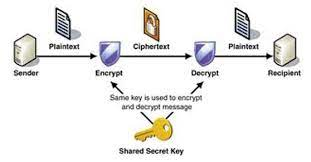 Plaintext
Ciphertext
Plaintext
Sender
Encrypt
Decrypt
Recipient
Same key is used to encrypt
and decrypt message
Shared Secret Key